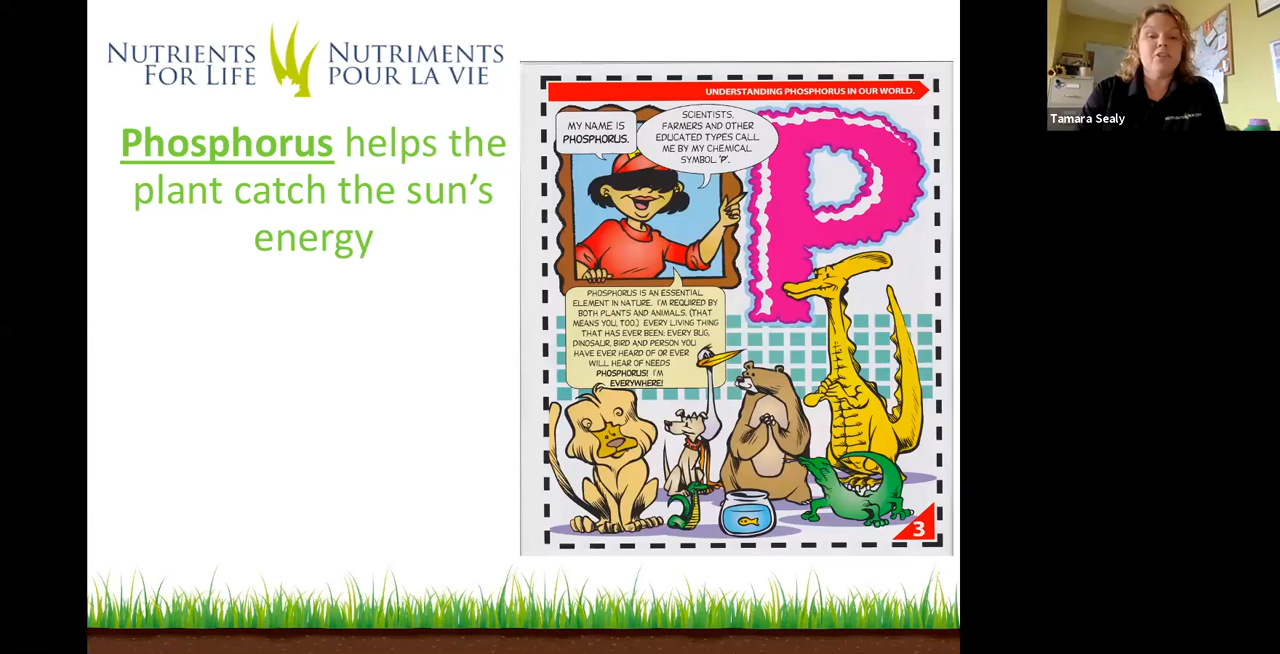 NUTRIENTS
FOR LIFE
NUTRIMENTS
POUR LA VIE
Phosphorus helps the
plant catch the sun's
energy
UNDERSTANDING PHOSPHORUS IN OUR WORLD.
MY NAME IS
PHOSPHORUS.
SCIENTISTS,
FARMERS AND OTHER
EDUCATED TYPES CALL
ME BY MY CHEMICAL
SYMBOL 'P'.
P
PHOSPHORUS IS AN ESSENTIAL
ELEMENT IN NATURE. I'M REQUIRED BY
BOTH PLANTS AND ANIMALS. (THAT
MEANS YOU, TOO.) EVERY LIVING THING
THAT HAS EVER BEEN: EVERY BUG,
DINOSAUR, BIRD AND PERSON YOU
HAVE EVER HEARD OF OR EVER
WILL HEAR OF NEEDS
PHOSPHORUS! I'M
EVERYWHERE!
3
Tamara Sealy